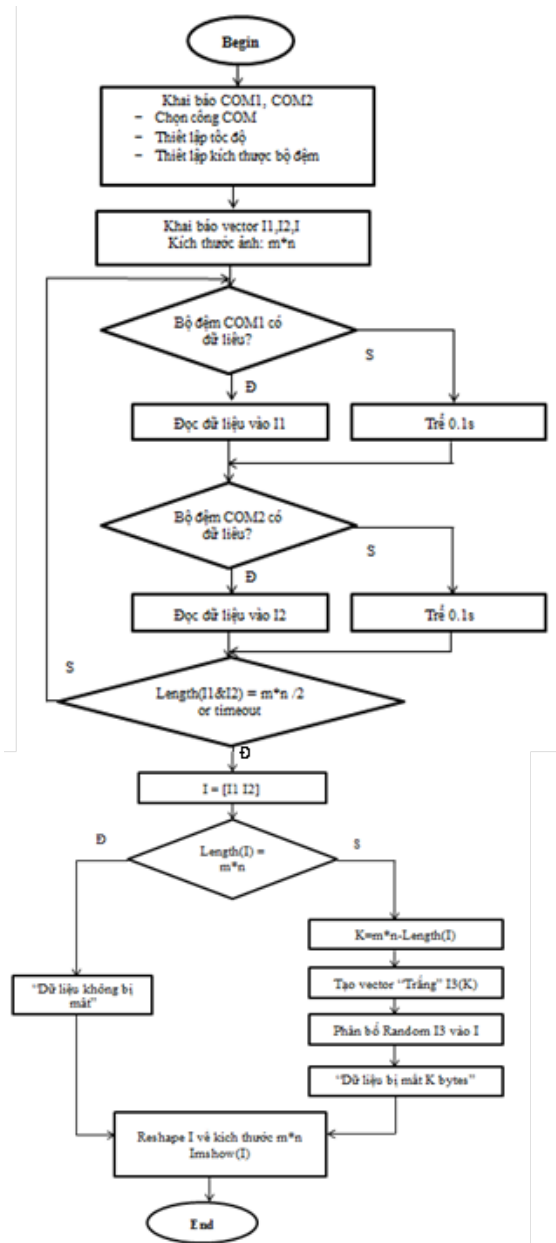 Begin
Khai báo COM1, COM2
− Chọn cổng COM
− Thiết lập tốc độ
− Thiết lập kích thược bộ đệm
Khai báo vector I1,I2,I
Kích thước ảnh: m*n
Bộ đệm COM1 có
dữ liệu?
S
Đ
Đọc dữ liệu vào I1
Trễ 0.1s
Bộ đệm COM2 có
dữ liệu?
S
Đ
Đọc dữ liệu vào I2
Trễ 0.1s
S
Length(I1&I2) = m*n /2
or timeout
Đ
I = [I1 I2]
Đ
Length(I) =
m*n
S
K=m*n-Length(I)
"Dữ liệu không bị
mất"
Tạo vector "Trắng" I3(K)
Phân bố Random I3 vào I
"Dữ liệu bị mất K bytes"
Reshape I về kích thước m*n
Imshow(I)
End